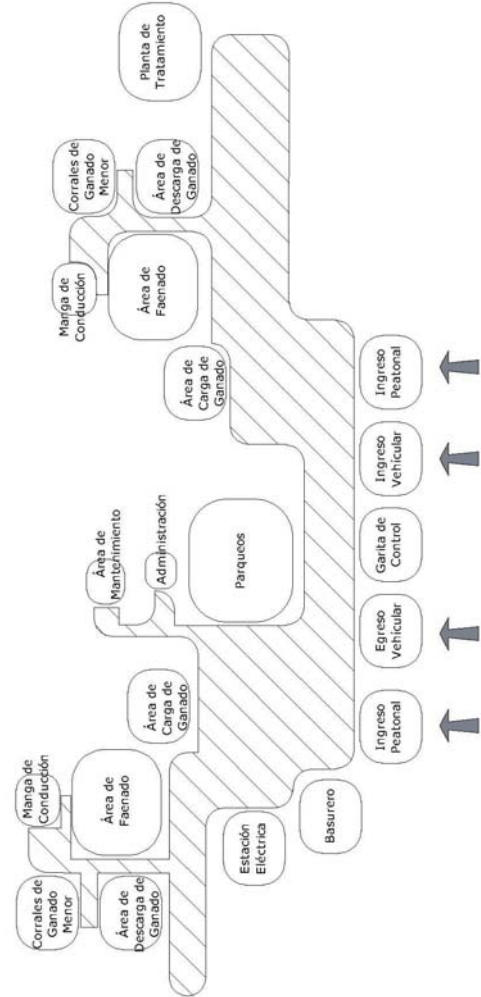 Corrales de
Ganado
Menor
Manga de
Conducción
Área de
Descarga de
Ganado
Área de
Faenado
Área de
Carga de
Ganado
Estación
Eléctrica
Basurero
Área de
Mantenimiento
Administración
Parqueos
Manga de
Conducción
Corrales de
Ganado
Menor
Área de
Faenado
Área de
Descarga de
Ganado
Área de
Carga de
Ganado
Planta de
Tratamiento
Ingreso
Peatonal
Egreso
Vehicular
Garita de
Control
Ingreso
Vehicular
Ingreso
Peatonal